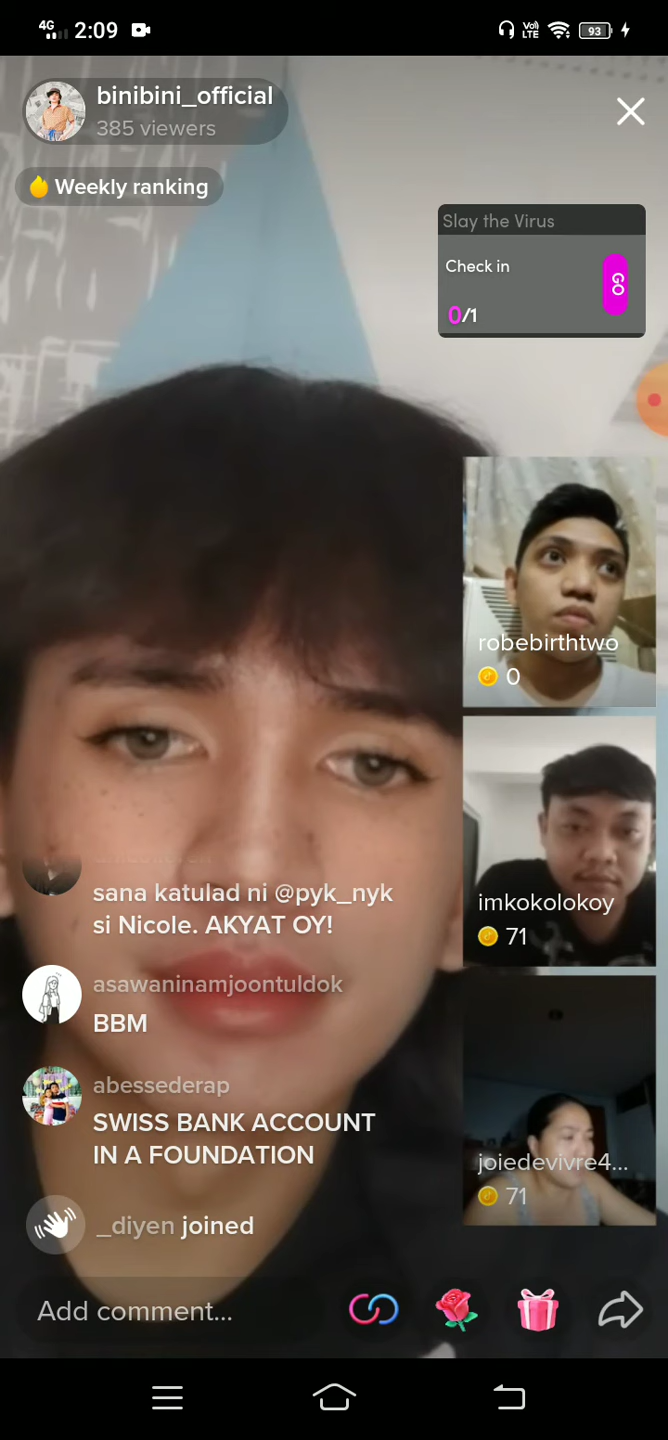 4G 2:09
Vo)) LTE
93
binibini_official
385 viewers
Weekly ranking
Slay the Virus
Check in
GO
0/1
robebirthtwo
0
imkokolokoy
71
joiedevivre4...
71
sana katulad ni @pyk_nyk
si Nicole. AKYAT OY!
asawaninamjoontuldok
BBM
abessederap
SWISS BANK ACCOUNT
IN A FOUNDATION
_diyen joined
Add comment...